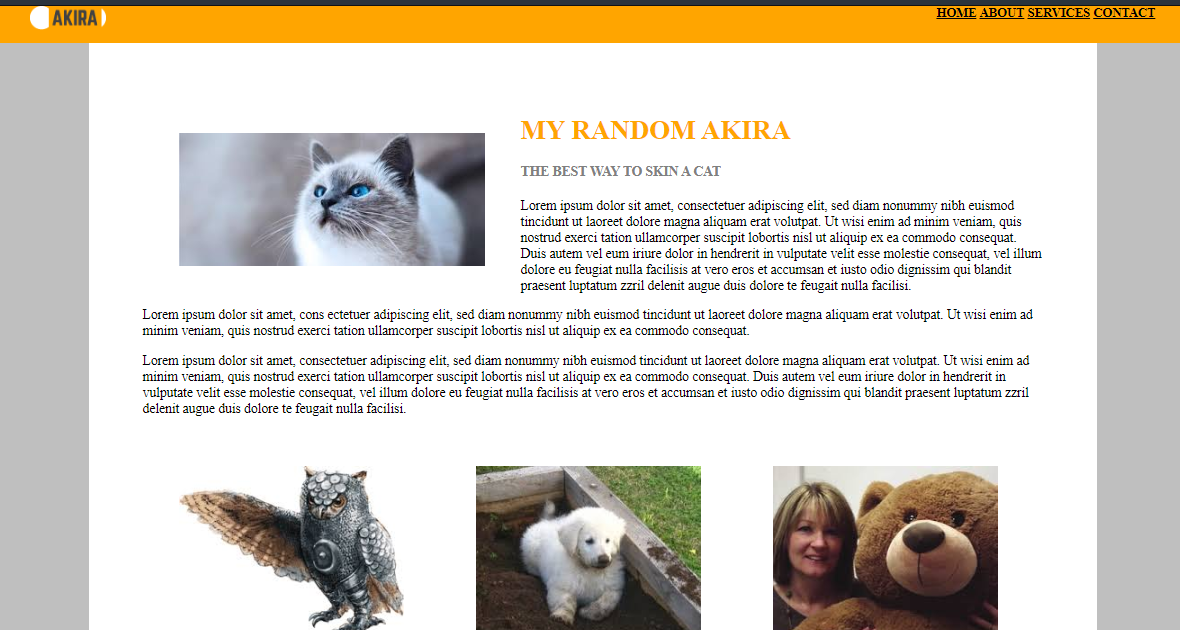 AKIRA
HOME ABOUT SERVICES CONTACT
MY RANDOM AKIRA
THE BEST WAY TO SKIN A CAT
Lorem ipsum dolor sit amet, consectetuer adipiscing elit, sed diam nonummy nibh euismod
tincidunt ut laoreet dolore magna aliquam erat volutpat. Ut wisi enim ad minim veniam, quis
nostrud exerci tation ullamcorper suscipit lobortis nisl ut aliquip ex ea commodo consequat.
Duis autem vel eum iriure dolor in hendrerit in vulputate velit esse molestie consequat, vel illum
dolore eu feugiat nulla facilisis at vero eros et accumsan et iusto odio dignissim qui blandit
praesent luptatum zzril delenit augue duis dolore te feugait nulla facilisi.
Lorem ipsum dolor sit amet, cons ectetuer adipiscing elit, sed diam nonummy nibh euismod tincidunt ut laoreet dolore magna aliquam erat volutpat. Ut wisi enim ad
minim veniam, quis nostrud exerci tation ullamcorper suscipit lobortis nisl ut aliquip ex ea commodo consequat.
Lorem ipsum dolor sit amet, consectetuer adipiscing elit, sed diam nonummy nibh euismod tincidunt ut laoreet dolore magna aliquam erat volutpat. Ut wisi enim ad
minim veniam, quis nostrud exerci tation ullamcorper suscipit lobortis nisl ut aliquip ex ea commodo consequat. Duis autem vel eum iriure dolor in hendrerit in
vulputate velit esse molestie consequat, vel illum dolore eu feugiat nulla facilisis at vero eros et accumsan et iusto odio dignissim qui blandit praesent luptatum zzril
delenit augue duis dolore te feugait nulla facilisi.